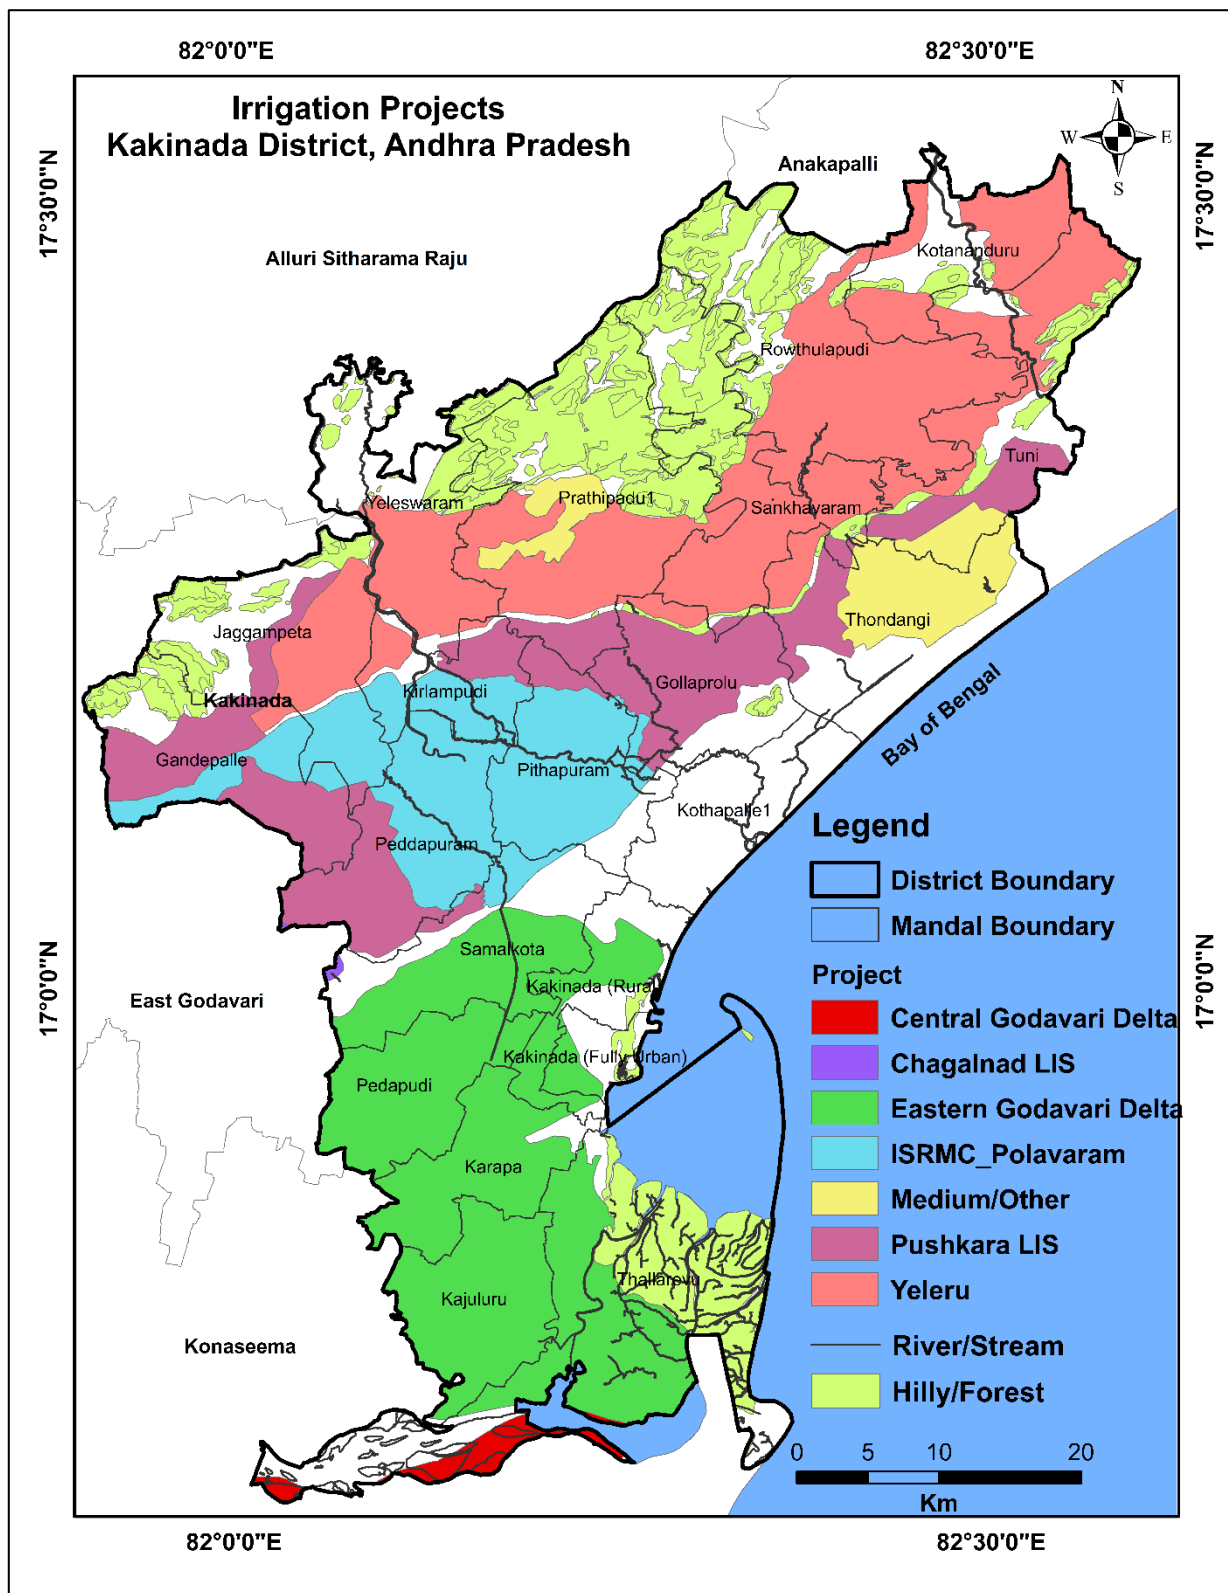 82°0'0"E
82°30'0"E
Irrigation Projects
Kakinada District, Andhra Pradesh
N
W
E
S
17°30'0"N
17°30'0"N
Anakapalli
Kotananduru
Alluri Sitharama Raju
Rowthulapudi
Tuni
Yeleswaram
Prathipadu1
Sankhavaram
Thondangi
Jaggampeta
Gollaprolu
Kirlampudi
Kakinada
Bay of Bengal
Gandepalle
Pithapuram
Kothapalle1
Peddapuram
Samalkota
Kakinada (Rural)
East Godavari
17°0'0"N
17°0'0"N
Kakinada (Fully Urban)
Pedapudi
Karapa
Thallarevu
Kajuluru
Konaseema
Legend
District Boundary
Mandal Boundary
Project
Central Godavari Delta
Chagalnad LIS
Eastern Godavari Delta
ISRMC_Polavaram
Medium/Other
Pushkara LIS
Yeleru
River/Stream
Hilly/Forest
0 5 10 20
Km
82°0'0"E
82°30'0"E